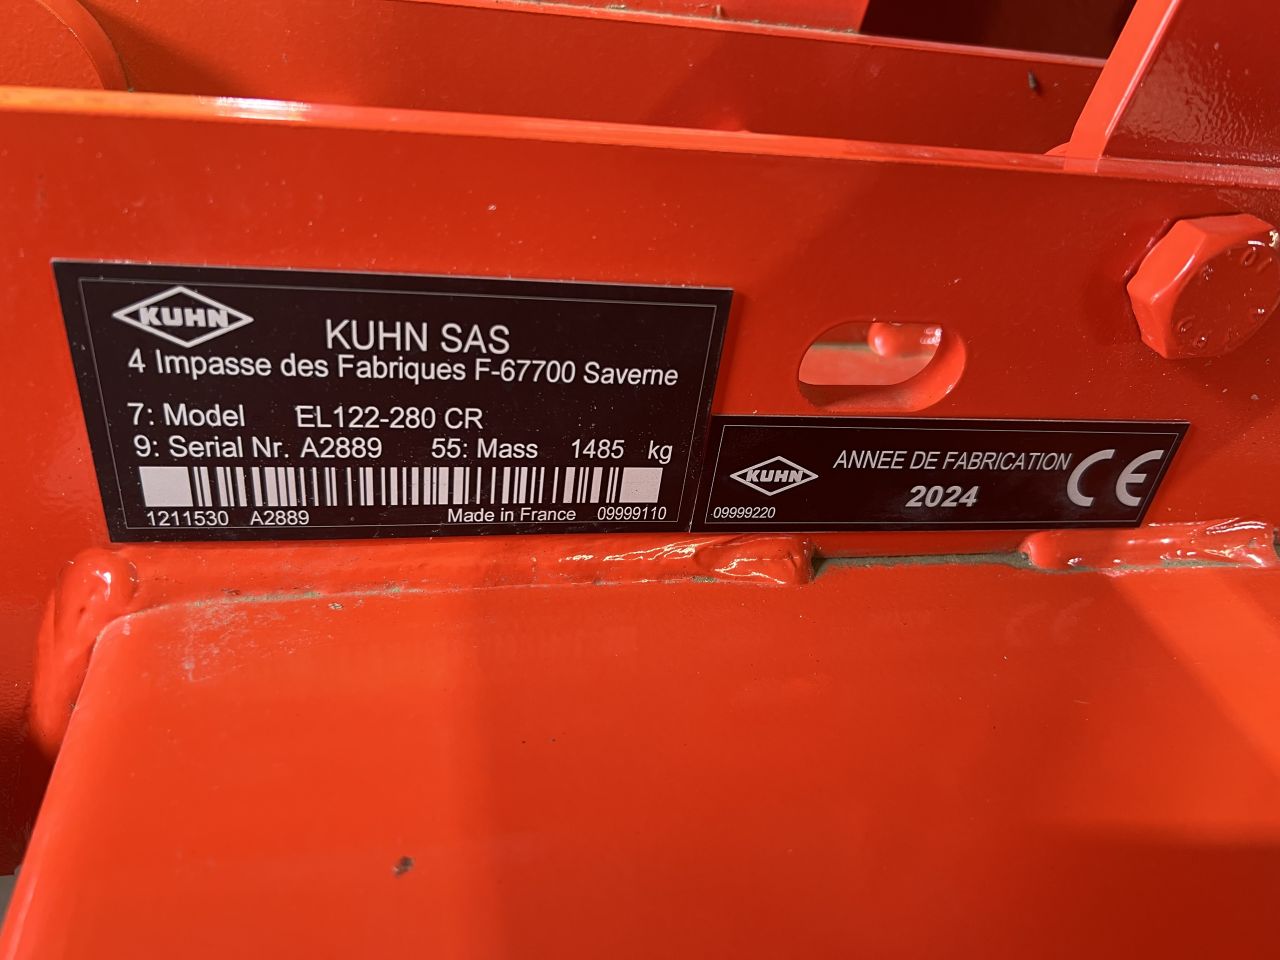 KUHN
KUHN SAS
4 Impasse des Fabriques F-67700 Saverne
7: Model EL122-280 CR
9: Serial Nr. A2889 55: Mass 1485 kg
1211530 A2889 Made in France 09999110
KUHN
ANNEE DE FABRICATION
2024
CE
09999220